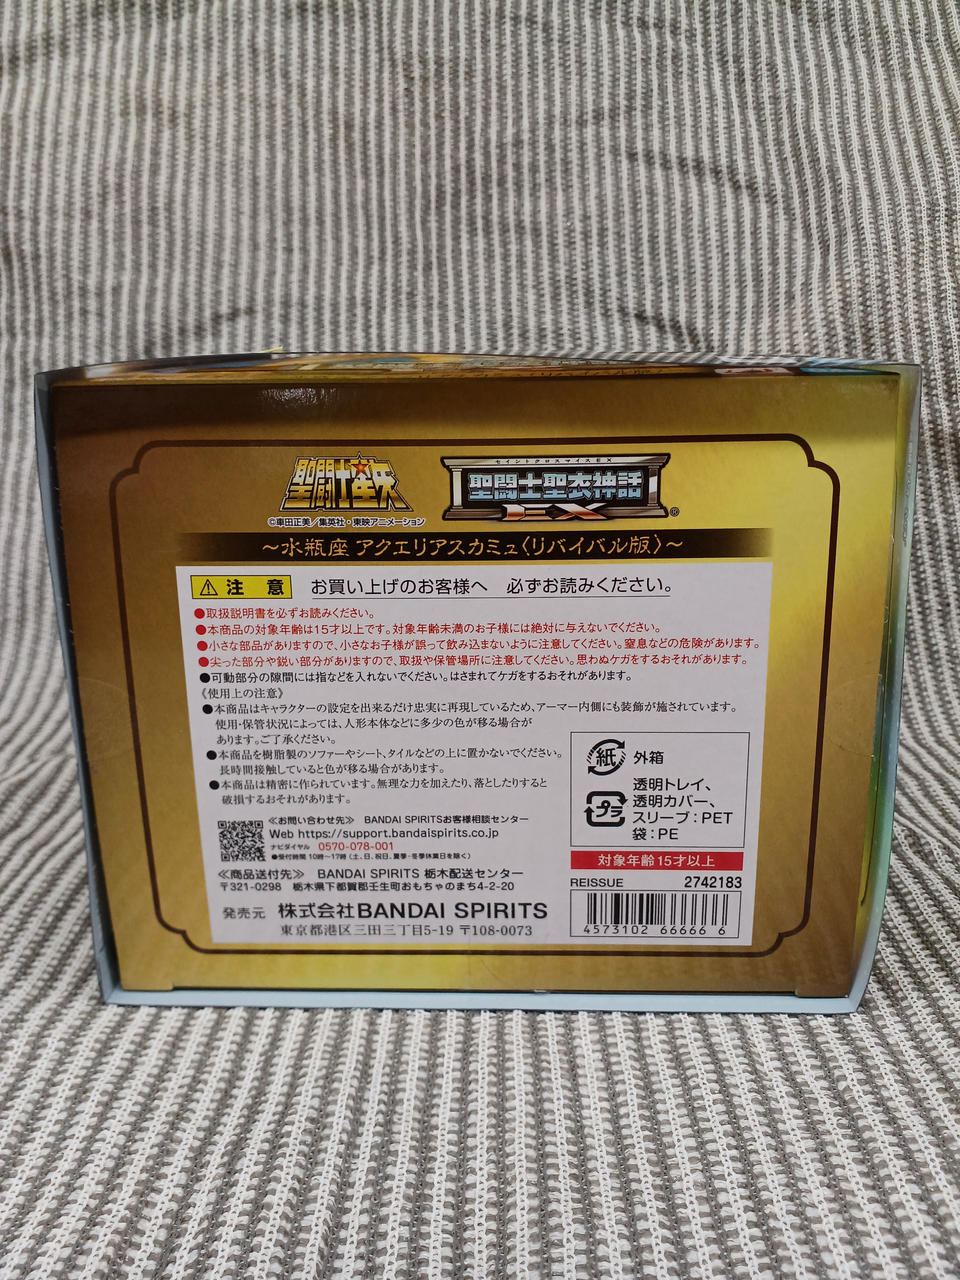 聖闘士星矢
©車田正美／集英社・東映アニメーション
セイントクロスマイスEX
聖闘士聖衣神話
EX
®
～水瓶座 アクエリアスカミュ〈リバイバル版〉～
注 意 お買い上げのお客様へ 必ずお読みください。
●取扱説明書を必ずお読みください。
●本商品の対象年齢は15才以上です。対象年齢未満のお子様には絶対に与えないでください。
●小さな部品がありますので、小さなお子様が誤って飲み込まないように注意してください。窒息などの危険があります。
●尖った部分や鋭い部分がありますので、取扱や保管場所に注意してください。思わぬケガをするおそれがあります。
●可動部分の隙間には指などを入れないでください。はさまれてケガをするおそれがあります。
《使用上の注意》
●本商品はキャラクターの設定を出来るだけ忠実に再現しているため、アーマー内側にも装飾が施されています。
使用・保管状況によっては、人形本体などに多少の色が移る場合が
あります。ご了承ください。
●本商品を樹脂製のソファーやシート、タイルなどの上に置かないでください。
長時間接触していると色が移る場合があります。
●本商品は精密に作られています。無理な力を加えたり、落としたりすると
破損するおそれがあります。
紙 外箱
プラ 透明トレイ、
透明カバー、
スリーブ：PET
袋：PE
≪お問い合わせ先≫ BANDAI SPIRITSお客様相談センター
Web https://support.bandaispirits.co.jp
ナビダイヤル 0570-078-001
●受付時間 10時～17時（土、日、祝日、夏季・冬季休業日を除く）
≪商品送付先≫ BANDAI SPIRITS 栃木配送センター
〒321-0298 栃木県下都賀郡壬生町おもちゃのまち4-2-20
発売元 株式会社BANDAI SPIRITS
東京都港区三田三丁目5-19 〒108-0073
対象年齢15才以上
REISSUE 2742183
4573102 66666 6